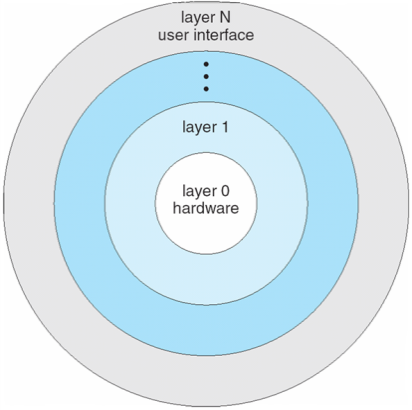 layer N
user interface
layer 1
layer 0
hardware